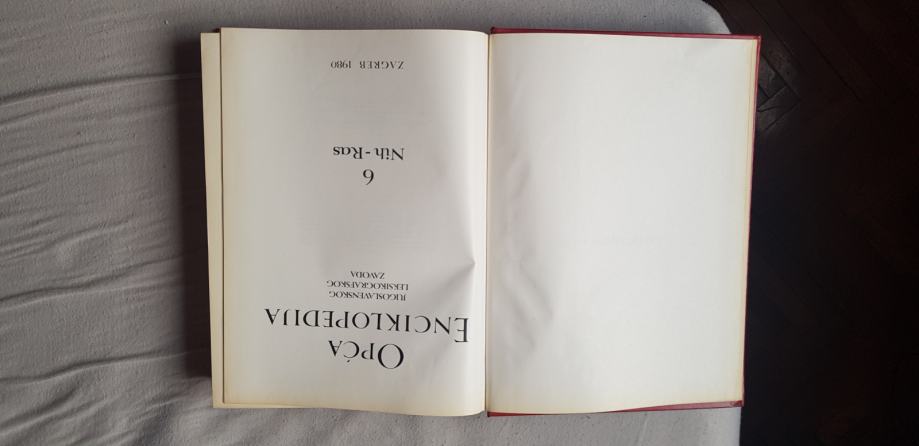 OPĆA
ENCIKLOPEDIJA
JUGOSLAVENSKOG
LEKSIKOGRAFSKOG
ZAVODA
6
Nih - Ras
ZAGREB 1980